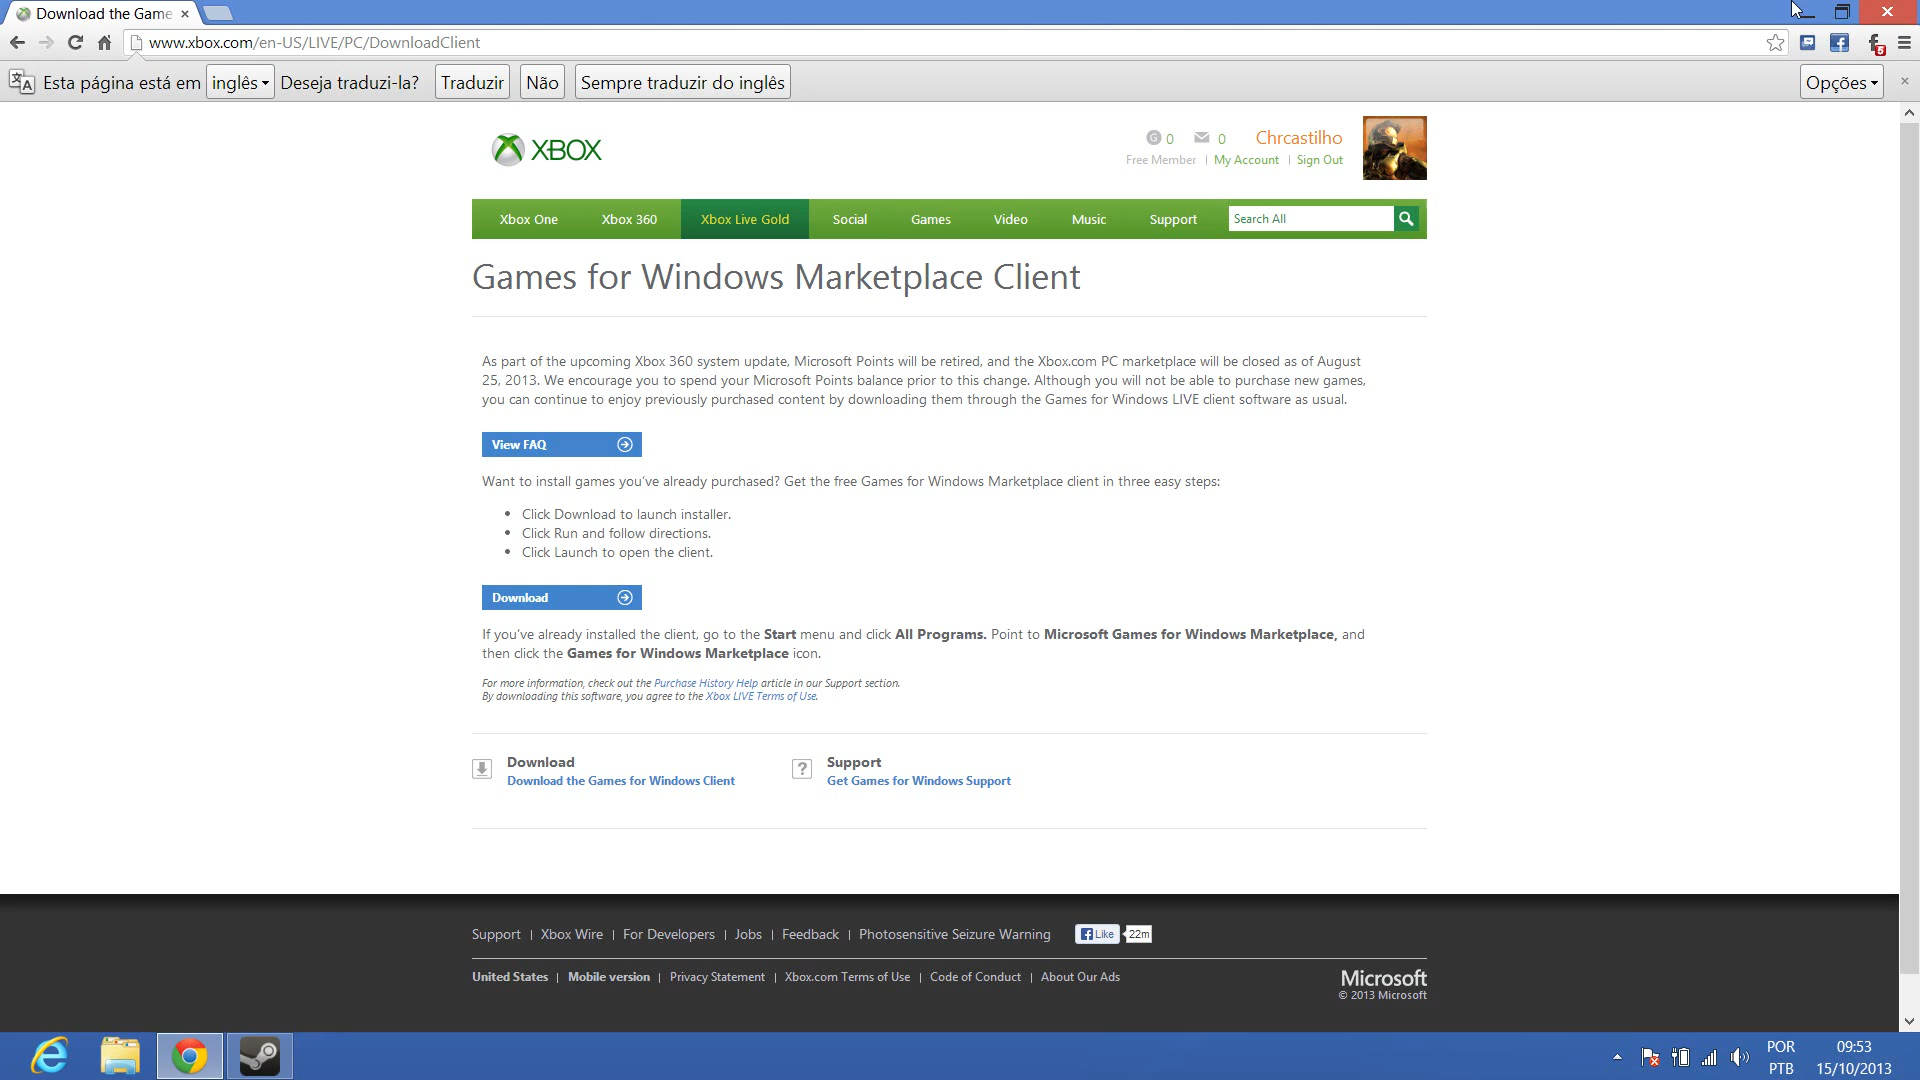 Download the Game
www.xbox.com/en-US/LIVE/PC/DownloadClient
Esta página está em inglês Deseja traduzi-la? Traduzir Não Sempre traduzir do inglês Opções
XBOX
G 0 0 Chrcastilho
Free Member | My Account | Sign Out
Xbox One Xbox 360 Xbox Live Gold Social Games Video Music Support Search All
Games for Windows Marketplace Client
As part of the upcoming Xbox 360 system update, Microsoft Points will be retired, and the Xbox.com PC marketplace will be closed as of August
25, 2013. We encourage you to spend your Microsoft Points balance prior to this change. Although you will not be able to purchase new games,
you can continue to enjoy previously purchased content by downloading them through the Games for Windows LIVE client software as usual.
View FAQ
Want to install games you've already purchased? Get the free Games for Windows Marketplace client in three easy steps:
• Click Download to launch installer.
• Click Run and follow directions.
• Click Launch to open the client.
Download
If you've already installed the client, go to the Start menu and click All Programs. Point to Microsoft Games for Windows Marketplace, and
then click the Games for Windows Marketplace icon.
For more information, check out the Purchase History Help article in our Support section.
By downloading this software, you agree to the Xbox LIVE Terms of Use.
Download
Download the Games for Windows Client
Support
Get Games for Windows Support
Support | Xbox Wire | For Developers | Jobs | Feedback | Photosensitive Seizure Warning Like 22m
United States | Mobile version | Privacy Statement | Xbox.com Terms of Use | Code of Conduct | About Our Ads
Microsoft
© 2013 Microsoft
POR
PTB
09:53
15/10/2013